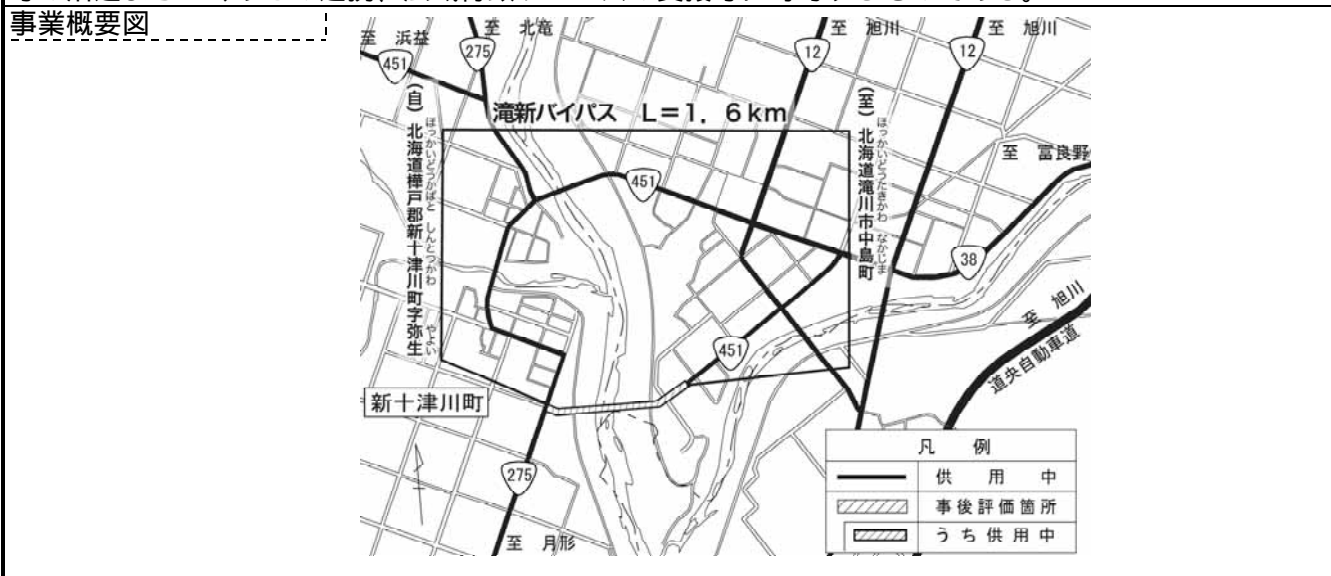 事業概要図
至 浜益
至 北竜
至 旭川
至 旭川
451
275
12
12
滝新バイパス L=1.6km
(自)北海道樺戸郡新十津川町字弥生
ほっかいどうかばと しんとつかわ やよい
(至)北海道滝川市中島町
ほっかいどうたきかわ なかじま
至 富良野
451
38
至 旭川
道央自動車道
451
新十津川町
275
至 月形
凡 例
供 用 中
事後評価箇所
うち供用中